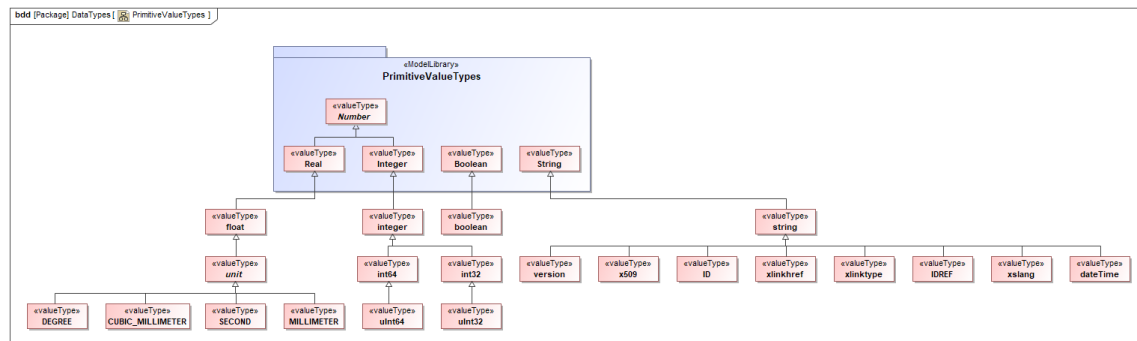 bdd [Package] DataTypes [ PrimitiveValueTypes ]
«ModelLibrary»
PrimitiveValueTypes
«valueType»
Number
«valueType» «valueType» «valueType» «valueType»
Real Integer Boolean String
«valueType» «valueType» «valueType» «valueType»
float integer boolean string
«valueType» «valueType» «valueType» «valueType» «valueType» «valueType» «valueType» «valueType» «valueType» «valueType» «valueType»
unit int64 int32 version x509 ID xlinkhref xlinktype IDREF xslang dateTime
«valueType» «valueType» «valueType» «valueType» «valueType» «valueType»
DEGREE CUBIC_MILLIMETER SECOND MILLIMETER uInt64 uInt32